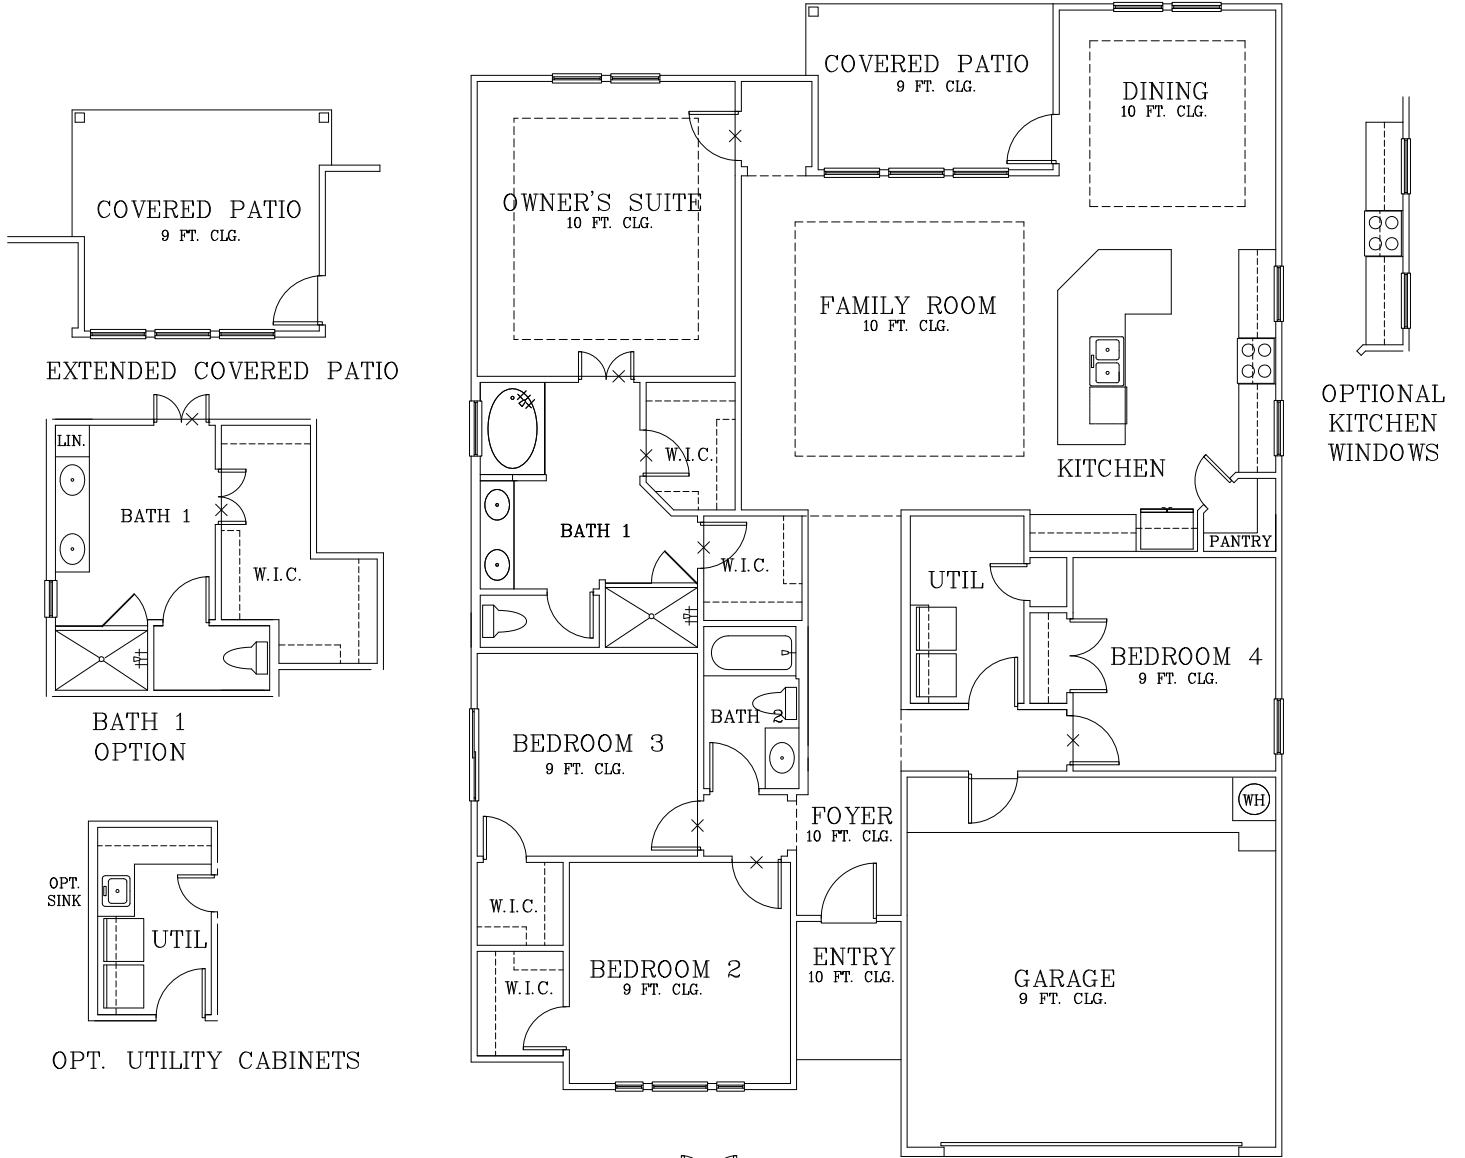 COVERED PATIO
9 FT. CLG.
DINING
10 FT. CLG.
OWNER'S SUITE
10 FT. CLG.
COVERED PATIO
9 FT. CLG.
FAMILY ROOM
10 FT. CLG.
EXTENDED COVERED PATIO
OPTIONAL
KITCHEN
WINDOWS
LIN.
W.I.C.
KITCHEN
BATH 1
BATH 1
PANTRY
W.I.C.
W.I.C.
UTIL
BEDROOM 4
9 FT. CLG.
BATH 1
OPTION
BATH 2
BEDROOM 3
9 FT. CLG.
WH
FOYER
10 FT. CLG.
OPT.
SINK
W.I.C.
UTIL
ENTRY
10 FT. CLG.
BEDROOM 2
9 FT. CLG.
W.I.C.
GARAGE
9 FT. CLG.
OPT. UTILITY CABINETS